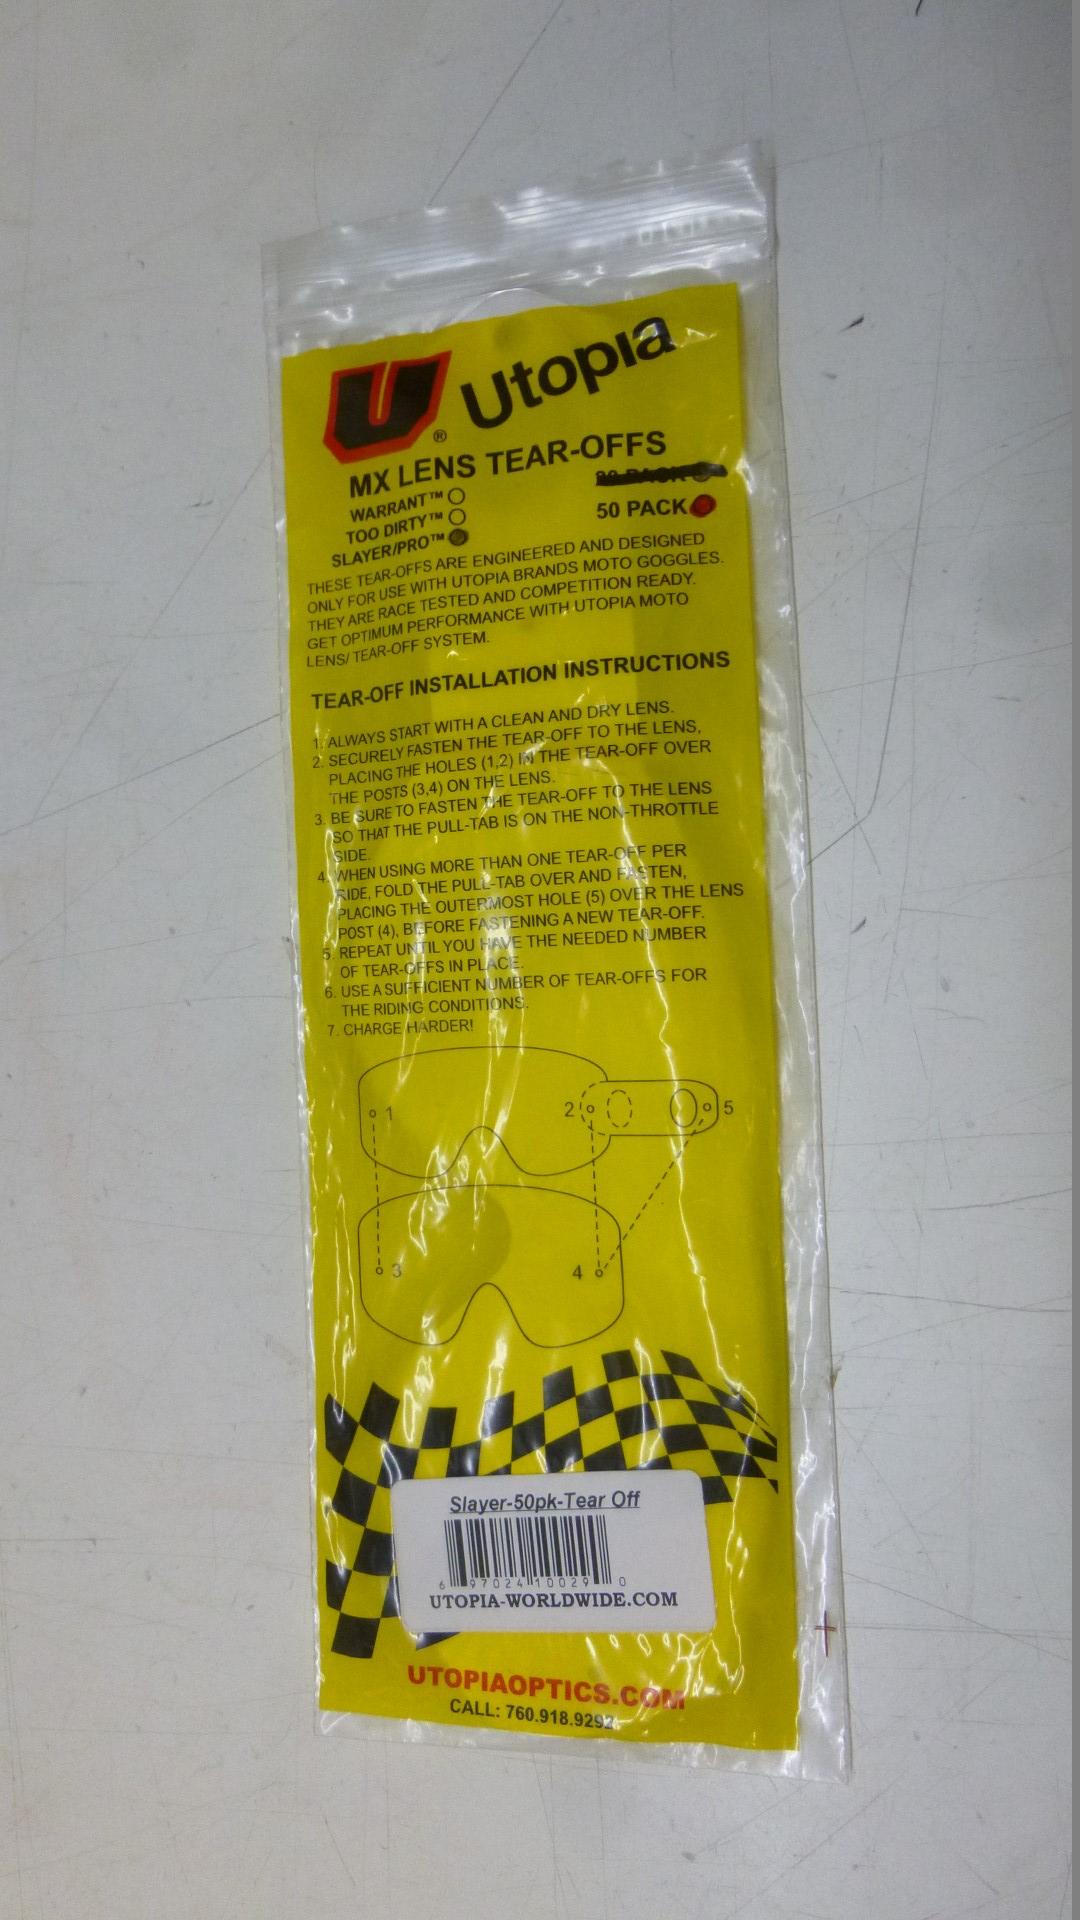 U®
Utopia
MX LENS TEAR-OFFS
WARRANT™
TOO DIRTY™
SLAYER/PRO™
PACK
50 PACK
THESE TEAR-OFFS ARE ENGINEERED AND DESIGNED
ONLY FOR USE WITH UTOPIA BRANDS MOTO GOGGLES.
THEY ARE RACE TESTED AND COMPETITION READY.
GET OPTIMUM PERFORMANCE WITH UTOPIA MOTO
LENS/ TEAR-OFF SYSTEM.
TEAR-OFF INSTALLATION INSTRUCTIONS
1. ALWAYS START WITH A CLEAN AND DRY LENS.
2. SECURELY FASTEN THE TEAR-OFF TO THE LENS,
PLACING THE HOLES (1,2) IN THE TEAR-OFF OVER
THE POSTS (3,4) ON THE LENS.
3. BE SURE TO FASTEN THE TEAR-OFF TO THE LENS
SO THAT THE PULL-TAB IS ON THE NON-THROTTLE
SIDE.
4. WHEN USING MORE THAN ONE TEAR-OFF PER
RIDE, FOLD THE PULL-TAB OVER AND FASTEN,
PLACING THE OUTERMOST HOLE (5) OVER THE LENS
POST (4), BEFORE FASTENING A NEW TEAR-OFF.
5. REPEAT UNTIL YOU HAVE THE NEEDED NUMBER
OF TEAR-OFFS IN PLACE.
6. USE A SUFFICIENT NUMBER OF TEAR-OFFS FOR
THE RIDING CONDITIONS.
7. CHARGE HARDER!
1 2 5
3 4
Slayer-50pk-Tear Off
6 97024 10029 0
UTOPIA-WORLDWIDE.COM
UTOPIAOPTICS.COM
CALL: 760.918.9292